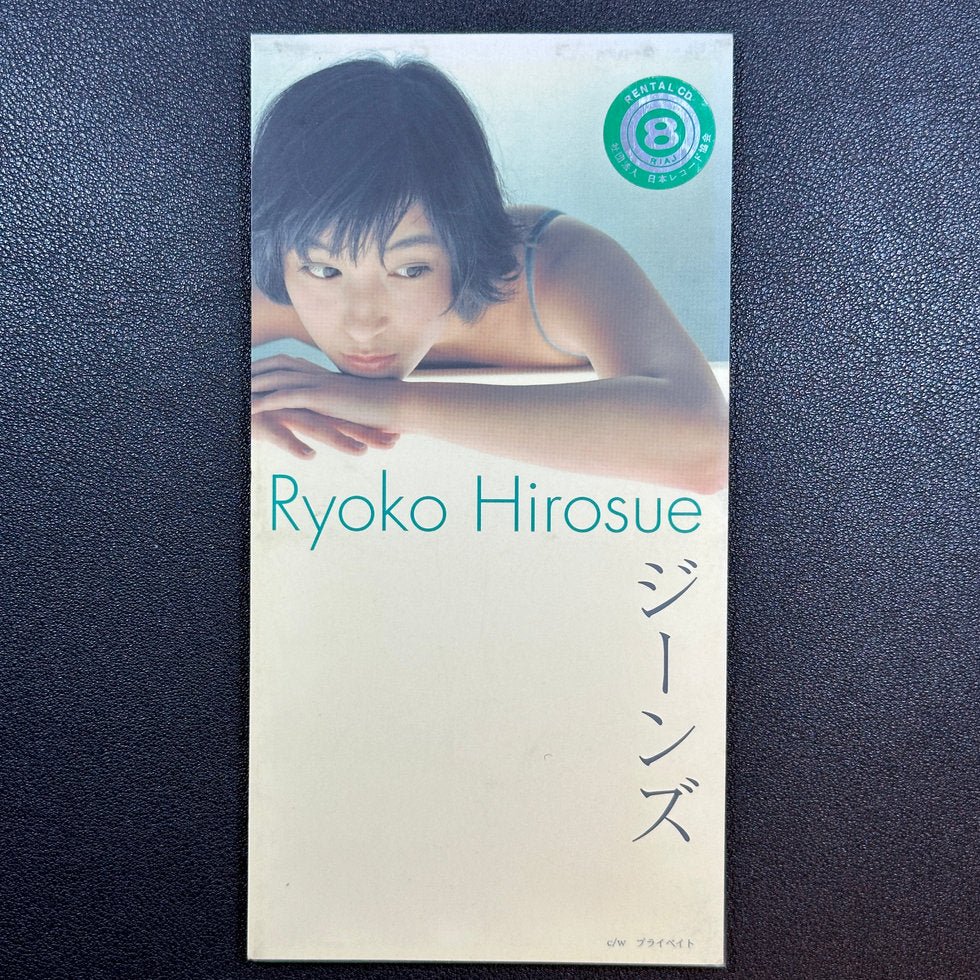 RENTAL CD
8
RIAJ
社団法人 日本レコード協会
Ryoko Hirosue
ジーンズ
c/w プライベイト